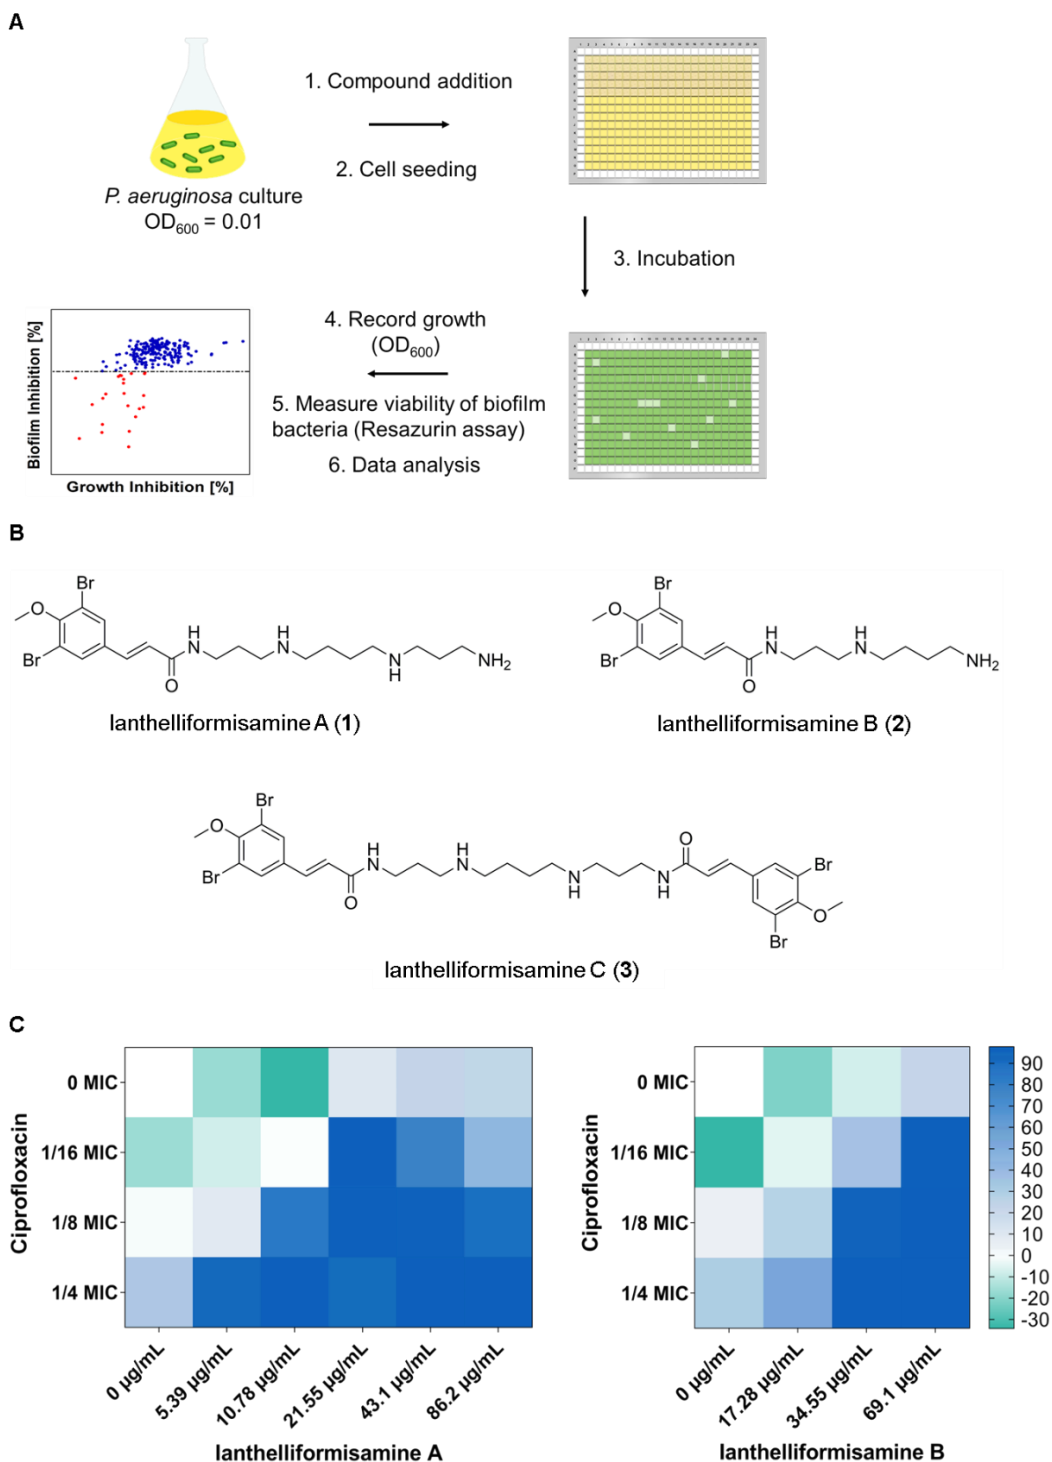 A
1. Compound addition
2. Cell seeding
P. aeruginosa culture
OD600 = 0.01
3. Incubation
4. Record growth
(OD600)
5. Measure viability of biofilm
bacteria (Resazurin assay)
6. Data analysis
Biofilm Inhibition [%]
Growth Inhibition [%]
B
Br
O
Br
O
H
N
H
N
N
H
NH2
Ianthelliformisamine A (1)
Br
O
Br
O
H
N
H
N
NH2
Ianthelliformisamine B (2)
Br
O
Br
O
H
N
H
N
N
H
N
H
O
Br
O
Br
Ianthelliformisamine C (3)
C
Ciprofloxacin
0 MIC
1/16 MIC
1/8 MIC
1/4 MIC
0 µg/mL
5.39 µg/mL
10.78 µg/mL
21.55 µg/mL
43.1 µg/mL
86.2 µg/mL
Ianthelliformisamine A
Ciprofloxacin
0 MIC
1/16 MIC
1/8 MIC
1/4 MIC
0 µg/mL
17.28 µg/mL
34.55 µg/mL
69.1 µg/mL
Ianthelliformisamine B
90
80
70
60
50
40
30
20
10
0
-10
-20
-30